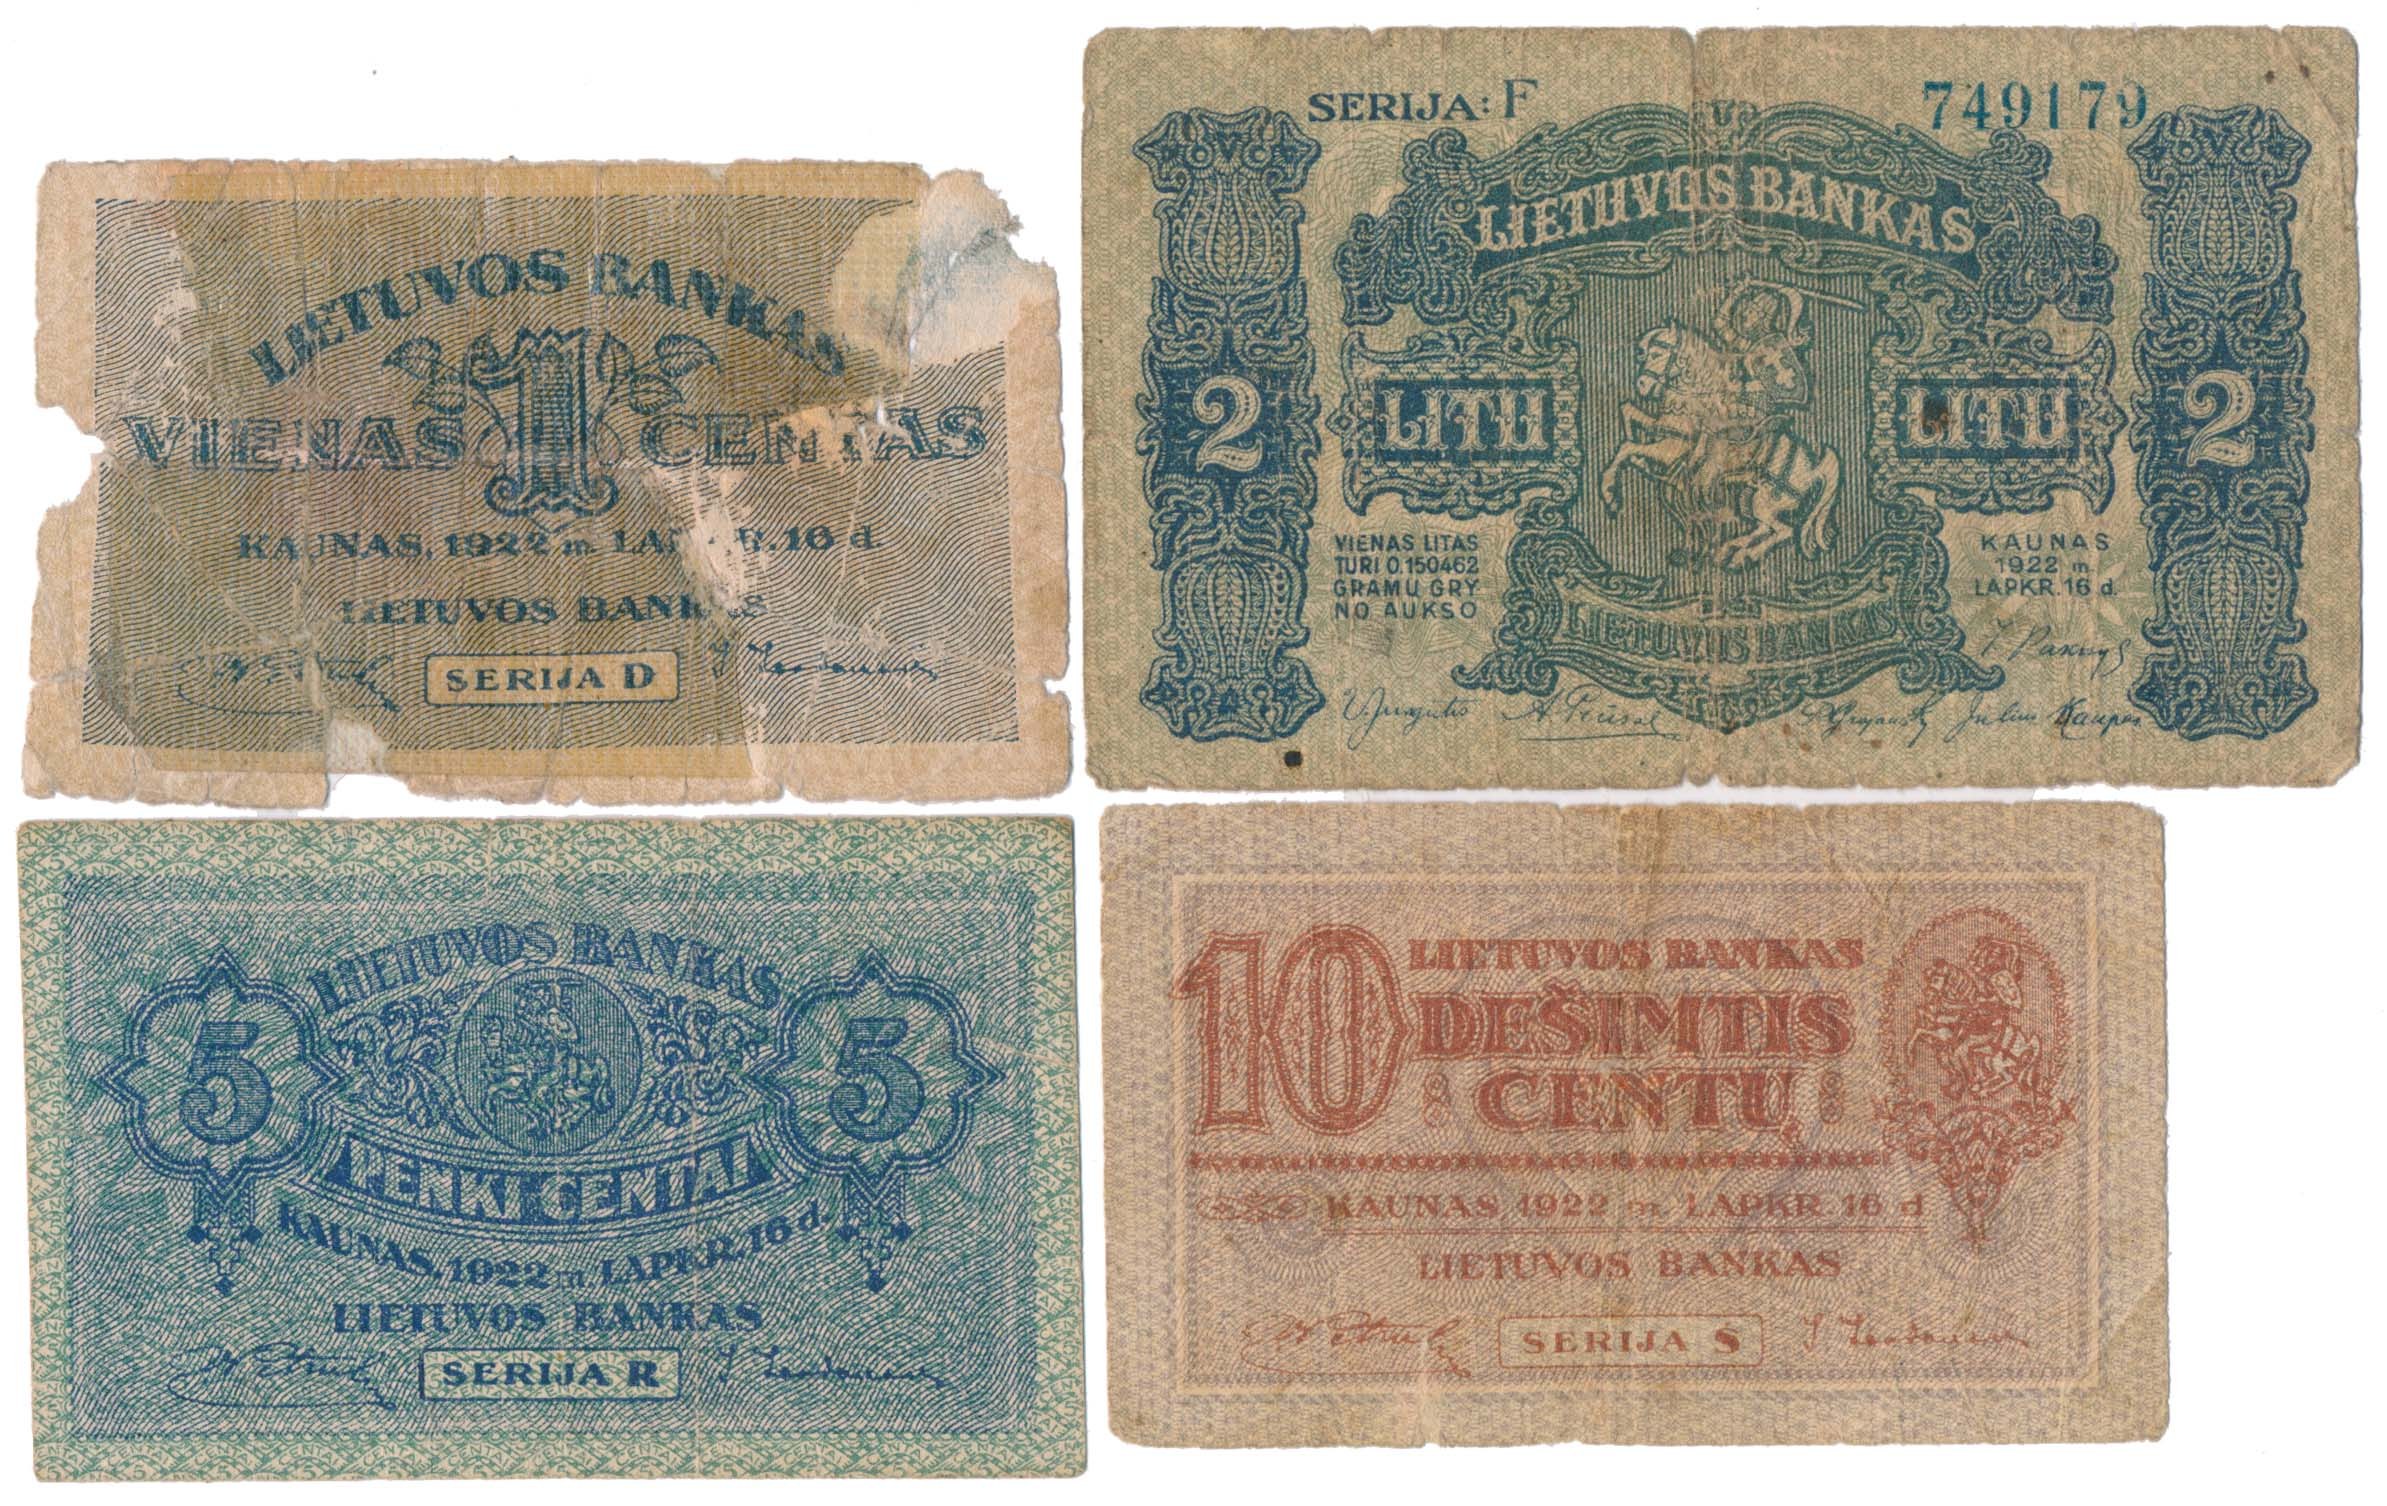 LIETUVOS BANKAS
VIENAS 1 CENTAS
KAUNAS, 1922 m. LAPKR. 16 d.
LIETUVOS BANKAS
SERIJA D
SERIJA: F 749179
LIETUVOS BANKAS
2 LITU LITU 2
VIENAS LITAS
TURI 0.150462
GRAMU GRY
NO AUKSO
KAUNAS
1922 m.
LAPKR. 16 d.
LIETUVOS BANKAS
LIETUVOS BANKAS
5 5
PENKI CENTAI
KAUNAS, 1922 m. LAPKR. 16 d.
LIETUVOS BANKAS
SERIJA R
10 LIETUVOS BANKAS
DEŠIMTIS
CENTŲ
KAUNAS 1922 m. LAPKR 16 d
LIETUVOS BANKAS
SERIJA S